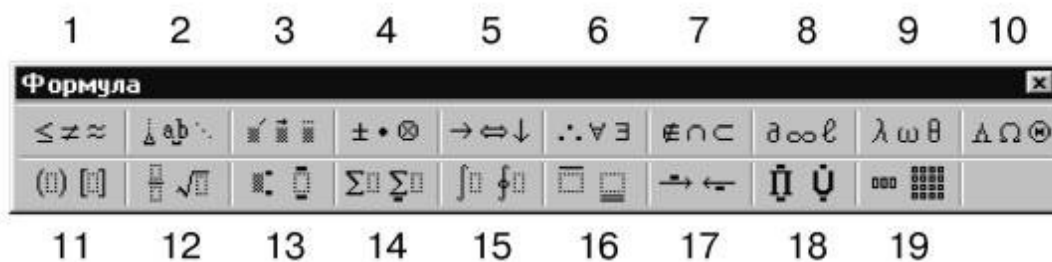 1 2 3 4 5 6 7 8 9 10
Формула
≤ ≠ ≈ a͟b ⋱ ± • ⊗ → ⇔ ↓ ∴ ∀ ∃ ∉ ∩ ⊂ ∂ ∞ ℓ λ ω θ Λ Ω Θ
( ) [ ] √ Σ Σ ∫ ∮ → ← Π U
11 12 13 14 15 16 17 18 19